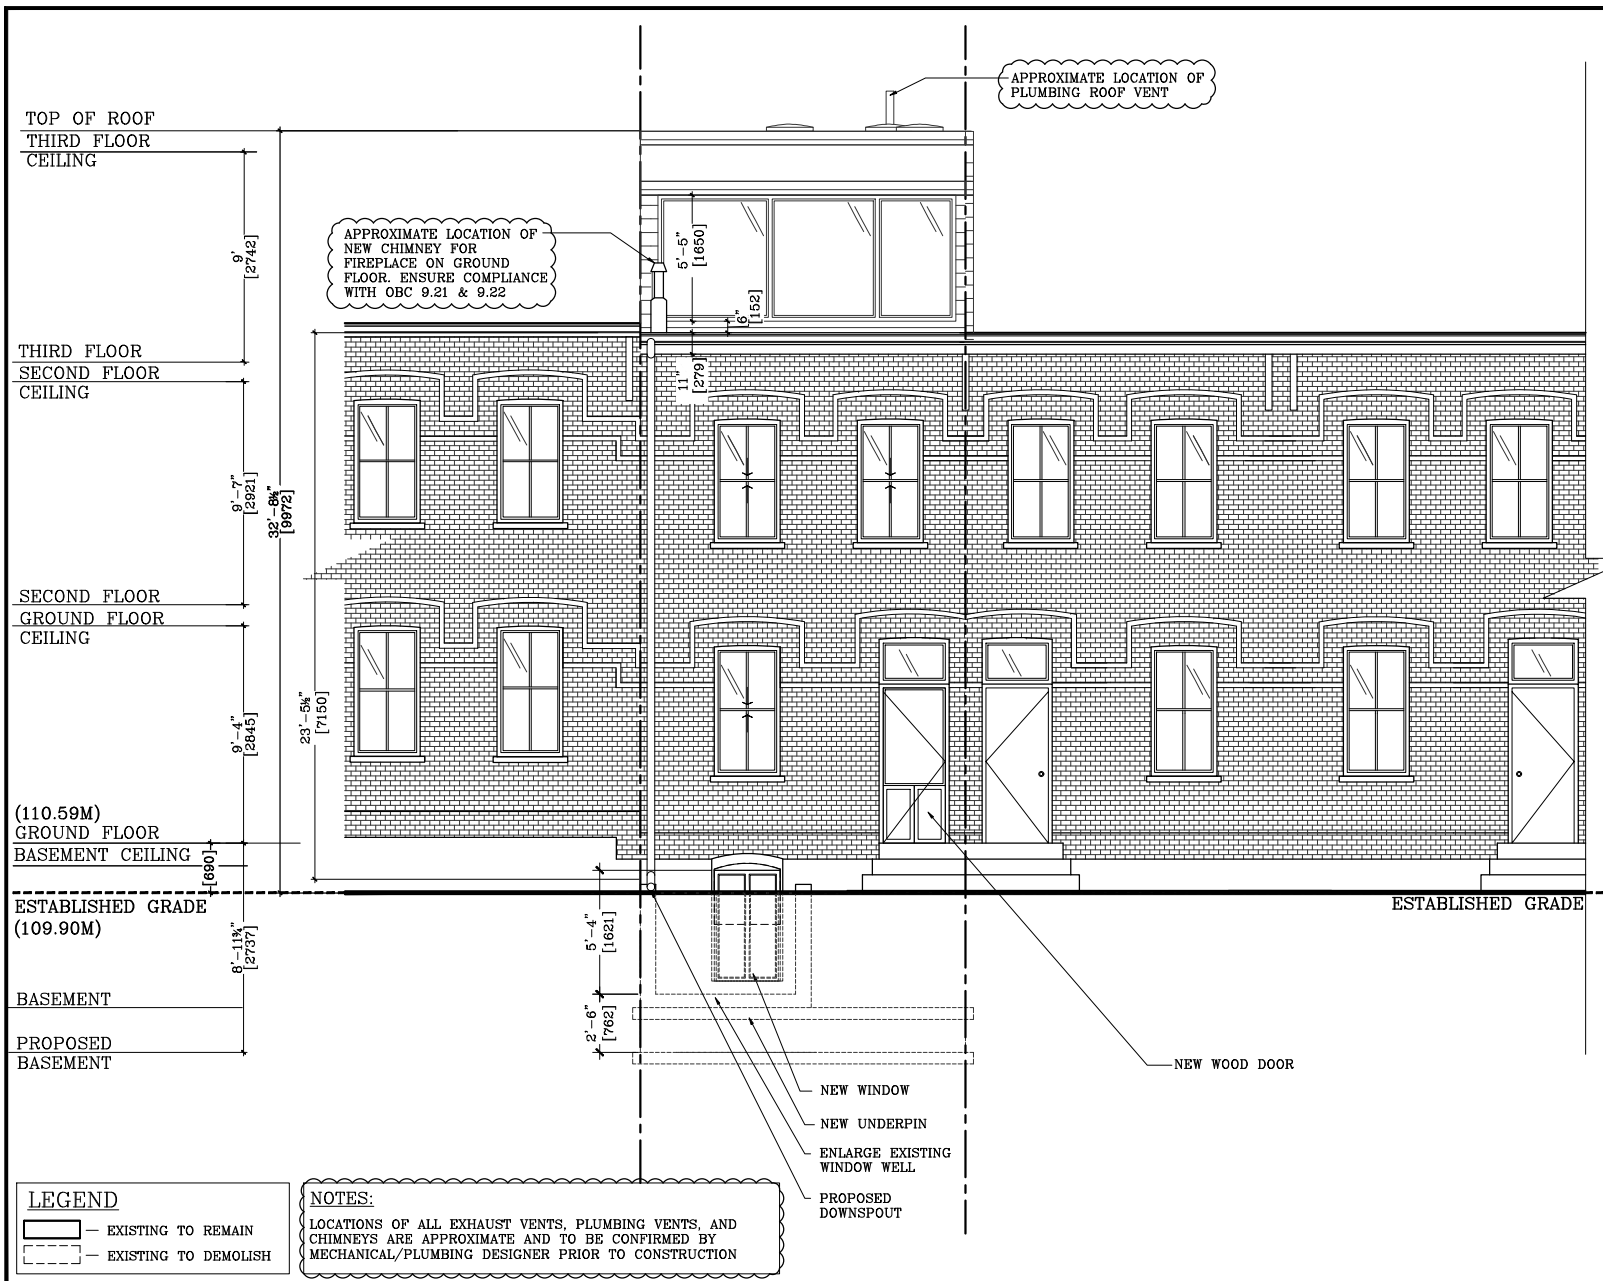 APPROXIMATE LOCATION OF
PLUMBING ROOF VENT
TOP OF ROOF
THIRD FLOOR
CEILING
9'
[2742]
APPROXIMATE LOCATION OF
NEW CHIMNEY FOR
FIREPLACE ON GROUND
FLOOR. ENSURE COMPLIANCE
WITH OBC 9.21 & 9.22
5'-5"
[1650]
6"
[152]
11"
[279]
THIRD FLOOR
SECOND FLOOR
CEILING
9'-7"
[2921]
32'-8½"
[9972]
SECOND FLOOR
GROUND FLOOR
CEILING
9'-4"
[2845]
23'-5½"
[7150]
(110.59M)
GROUND FLOOR
BASEMENT CEILING
[690]
ESTABLISHED GRADE
(109.90M)
ESTABLISHED GRADE
8'-11¾"
[2737]
5'-4"
[1621]
2'-6"
[762]
BASEMENT
PROPOSED
BASEMENT
NEW WOOD DOOR
NEW WINDOW
NEW UNDERPIN
ENLARGE EXISTING
WINDOW WELL
PROPOSED
DOWNSPOUT
LEGEND
— EXISTING TO REMAIN
— EXISTING TO DEMOLISH
NOTES:
LOCATIONS OF ALL EXHAUST VENTS, PLUMBING VENTS, AND
CHIMNEYS ARE APPROXIMATE AND TO BE CONFIRMED BY
MECHANICAL/PLUMBING DESIGNER PRIOR TO CONSTRUCTION